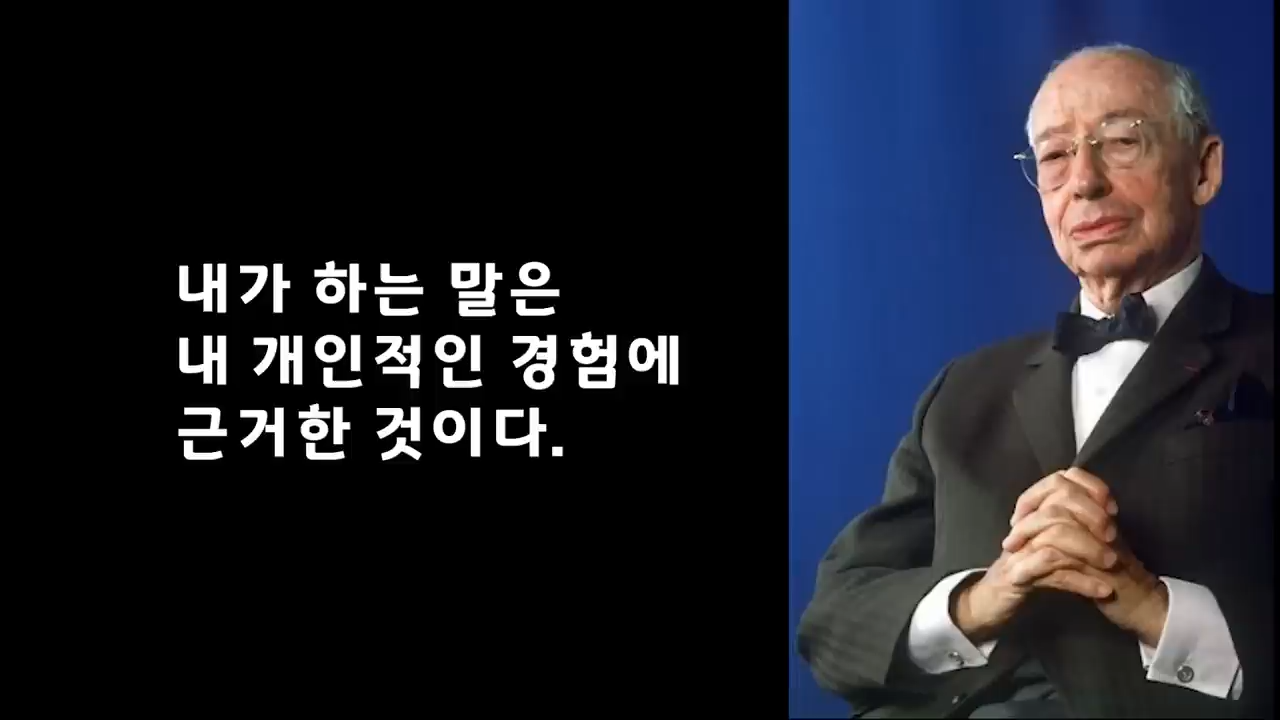 내가 하는 말은
내 개인적인 경험에
근거한 것이다.